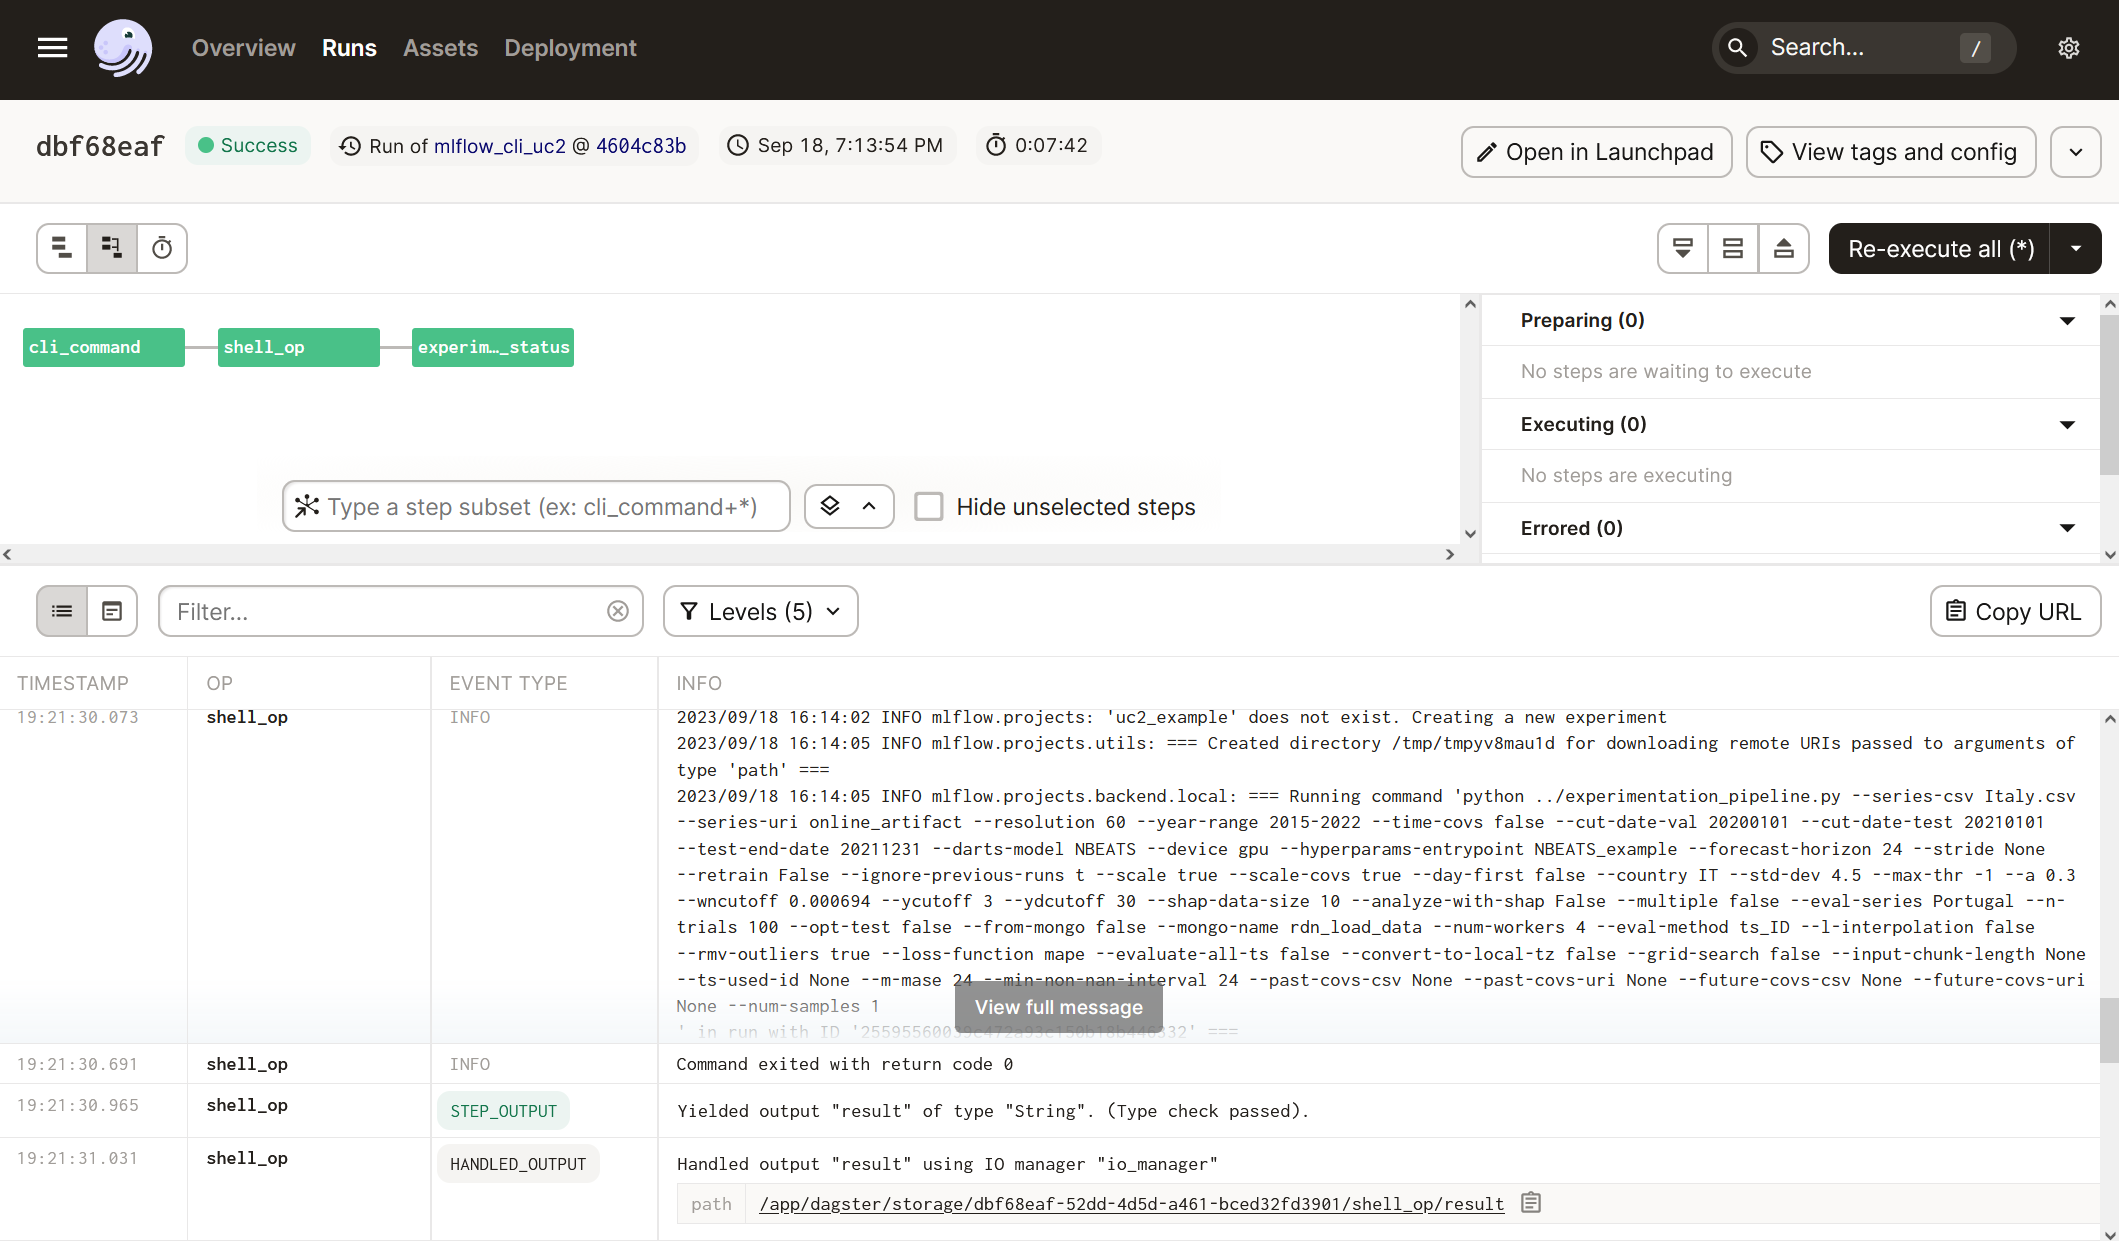 Overview Runs Assets Deployment
Search... /
dbf68eaf Success Run of mlflow_cli_uc2 @ 4604c83b Sep 18, 7:13:54 PM 0:07:42
Open in Launchpad View tags and config
Re-execute all (*)
cli_command shell_op experim…_status
Type a step subset (ex: cli_command+*) Hide unselected steps
Preparing (0)
No steps are waiting to execute
Executing (0)
No steps are executing
Errored (0)
Filter... Levels (5) Copy URL
TIMESTAMP OP EVENT TYPE INFO
19:21:30.073 shell_op INFO 2023/09/18 16:14:02 INFO mlflow.projects: 'uc2_example' does not exist. Creating a new experiment
2023/09/18 16:14:05 INFO mlflow.projects.utils: === Created directory /tmp/tmpyv8mau1d for downloading remote URIs passed to arguments of
type 'path' ===
2023/09/18 16:14:05 INFO mlflow.projects.backend.local: === Running command 'python ../experimentation_pipeline.py --series-csv Italy.csv
--series-uri online_artifact --resolution 60 --year-range 2015-2022 --time-covs false --cut-date-val 20200101 --cut-date-test 20210101
--test-end-date 20211231 --darts-model NBEATS --device gpu --hyperparams-entrypoint NBEATS_example --forecast-horizon 24 --stride None
--retrain False --ignore-previous-runs t --scale true --scale-covs true --day-first false --country IT --std-dev 4.5 --max-thr -1 --a 0.3
--wncutoff 0.000694 --ycutoff 3 --ydcutoff 30 --shap-data-size 10 --analyze-with-shap False --multiple false --eval-series Portugal --n-
trials 100 --opt-test false --from-mongo false --mongo-name rdn_load_data --num-workers 4 --eval-method ts_ID --l-interpolation false
--rmv-outliers true --loss-function mape --evaluate-all-ts false --convert-to-local-tz false --grid-search false --input-chunk-length None
--ts-used-id None --m-mase 24 --min-non-nan-interval 24 --past-covs-csv None --past-covs-uri None --future-covs-csv None --future-covs-uri
None --num-samples 1
View full message
' in run with ID ===
19:21:30.691 shell_op INFO Command exited with return code 0
19:21:30.965 shell_op STEP_OUTPUT Yielded output "result" of type "String". (Type check passed).
19:21:31.031 shell_op HANDLED_OUTPUT Handled output "result" using IO manager "io_manager"
path /app/dagster/storage/dbf68eaf-52dd-4d5d-a461-bced32fd3901/shell_op/result